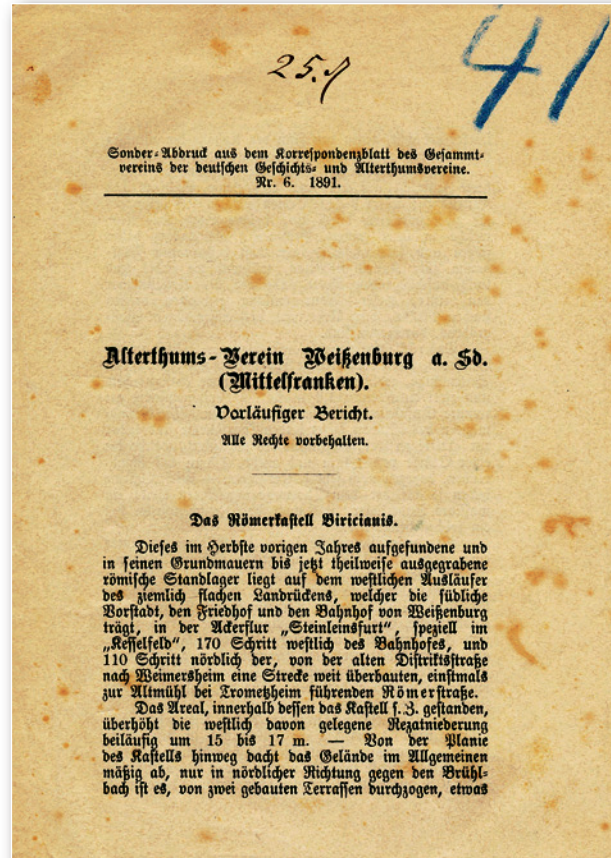 25.
41
Sonder-Abdruck aus dem Korrespondenzblatt des Gesammt-
vereins der deutschen Geschichts- und Alterthumsvereine.
Nr. 6. 1891.
Alterthums-Verein Weißenburg a. Sd.
(Mittelfranken).
Vorläufiger Bericht.
Alle Rechte vorbehalten.
Das Römerkastell Biricianis.
Dieses im Herbste vorigen Jahres aufgefundene und
in seinen Grundmauern bis jetzt theilweise ausgegrabene
römische Standlager liegt auf dem westlichen Ausläufer
des ziemlich flachen Landrückens, welcher die südliche
Vorstadt, den Friedhof und den Bahnhof von Weißenburg
trägt, in der Ackerflur „Steinleinsfurt“, speziell im
„Kesselfeld“, 170 Schritt westlich des Bahnhofes, und
110 Schritt nördlich der, von der alten Distriktsstraße
nach Weimersheim eine Strecke weit überbauten, einstmals
zur Altmühl bei Trometzheim führenden Römerstraße.
Das Areal, innerhalb dessen das Kastell s. Z. gestanden,
überhöht die westlich davon gelegene Rezatniederung
beiläufig um 15 bis 17 m. — Von der Planie
des Kastells hinweg dacht das Gelände im Allgemeinen
mäßig ab, nur in nördlicher Richtung gegen den Brühl-
bach ist es, von zwei gebauten Terrassen durchzogen, etwas